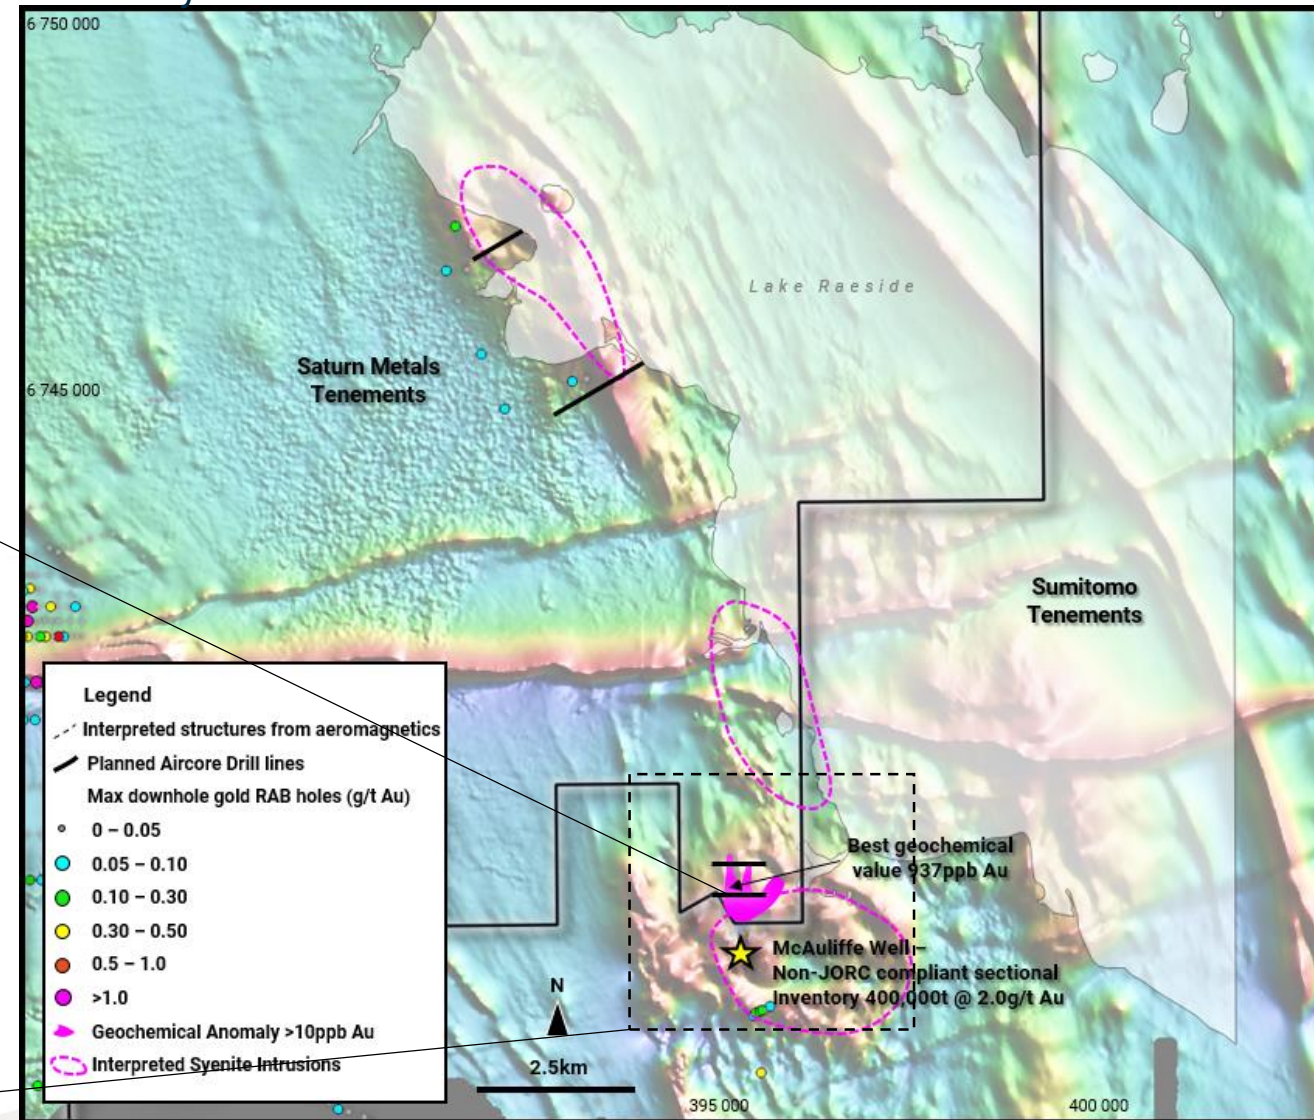 6 750 000
Lake Raeside
Saturn Metals
Tenements
6 745 000
Sumitomo
Tenements
Legend
Interpreted structures from aeromagnetics
Planned Aircore Drill lines
Max downhole gold RAB holes (g/t Au)
0 – 0.05
0.05 – 0.10
0.10 – 0.30
0.30 – 0.50
0.5 – 1.0
>1.0
Geochemical Anomaly >10ppb Au
Interpreted Syenite Intrusions
Best geochemical
value 937ppb Au
McAuliffe Well –
Non-JORC compliant sectional
Inventory 400,000t @ 2.0g/t Au
N
2.5km
395 000
400 000